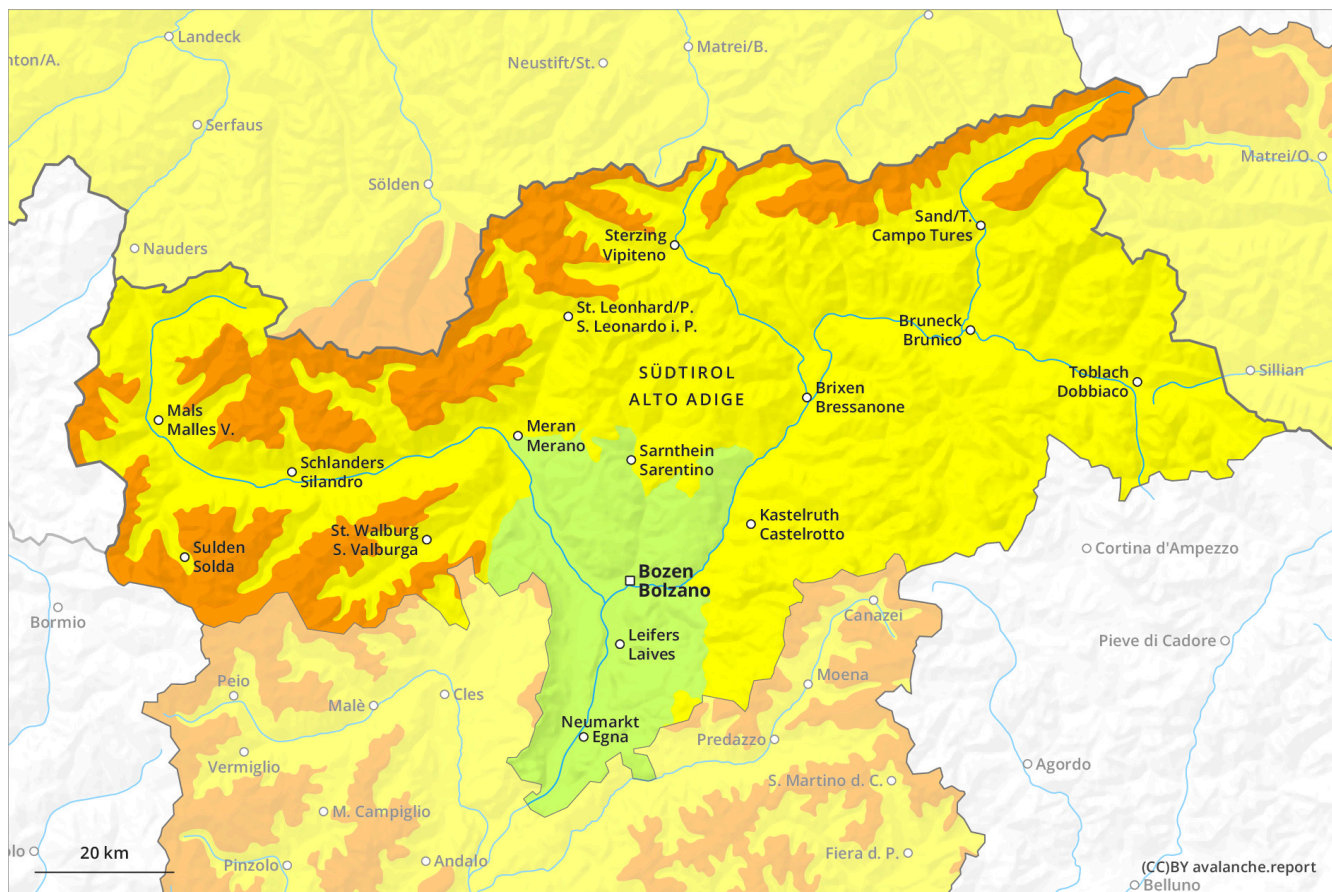 Landeck
nton/A.
Neustift/St.
Matrei/B.
Serfaus
Sölden
Nauders
Matrei/O.
Sand/T.
Campo Tures
Sterzing
Vipiteno
St. Leonhard/P.
S. Leonardo i. P.
Bruneck
Brunico
SÜDTIROL
ALTO ADIGE
Toblach
Dobbiaco
Sillian
Brixen
Bressanone
Mals
Malles V.
Meran
Merano
Sarnthein
Sarentino
Schlanders
Silandro
Kastelruth
Castelrotto
St. Walburg
S. Valburga
Sulden
Solda
Cortina d'Ampezzo
Bozen
Bolzano
Bormio
Canazei
Leifers
Laives
Pieve di Cadore
Peio
Malè
Cles
Moena
Neumarkt
Egna
Predazzo
Vermiglio
Agordo
S. Martino d. C.
M. Campiglio
olo
20 km
Pinzolo
Andalo
Fiera d. P.
(CC)BY avalanche.report
Belluno